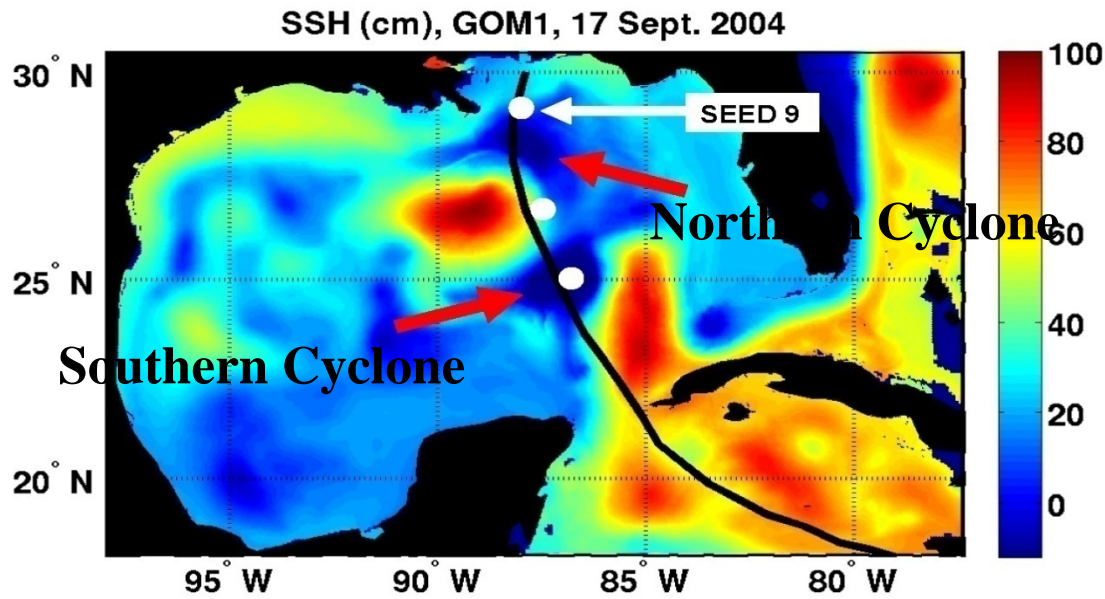 SSH (cm), GOM1, 17 Sept. 2004
30° N
25° N
20° N
95° W
90° W
85° W
80° W
100
80
60
40
20
0
SEED 9
Northern Cyclone
Southern Cyclone